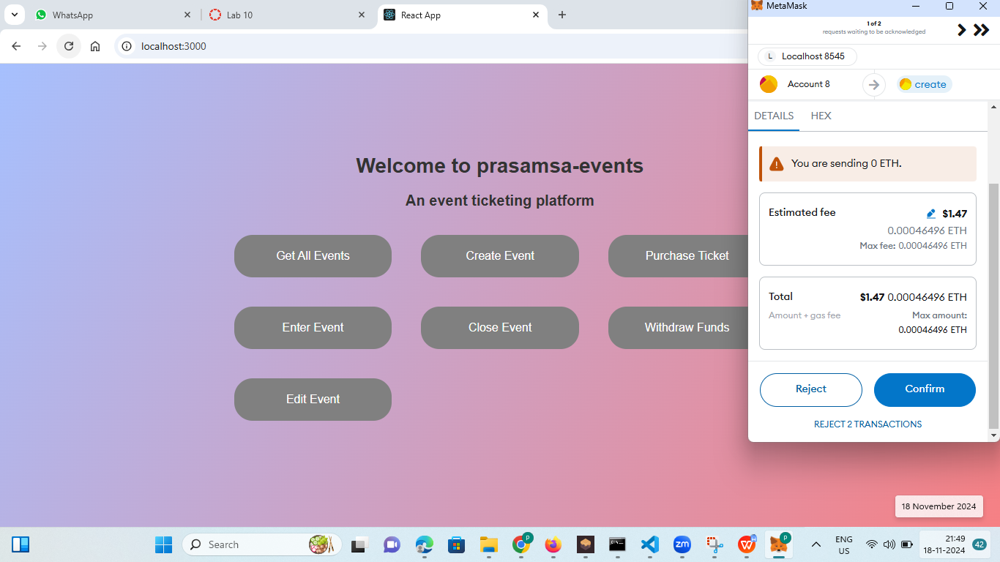 WhatsApp
Lab 10
React App
localhost:3000
MetaMask
1 of 2
requests waiting to be acknowledged
L Localhost 8545
Account 8
create
DETAILS HEX
You are sending 0 ETH.
Estimated fee $1.47
0.00046496 ETH
Max fee: 0.00046496 ETH
Total $1.47 0.00046496 ETH
Amount + gas fee Max amount:
0.00046496 ETH
Reject Confirm
REJECT 2 TRANSACTIONS
Welcome to prasamsa-events
An event ticketing platform
Get All Events Create Event Purchase Ticket
Enter Event Close Event Withdraw Funds
Edit Event
18 November 2024
Search
P
zm
W
P
ENG
US
21:49
18-11-2024
42